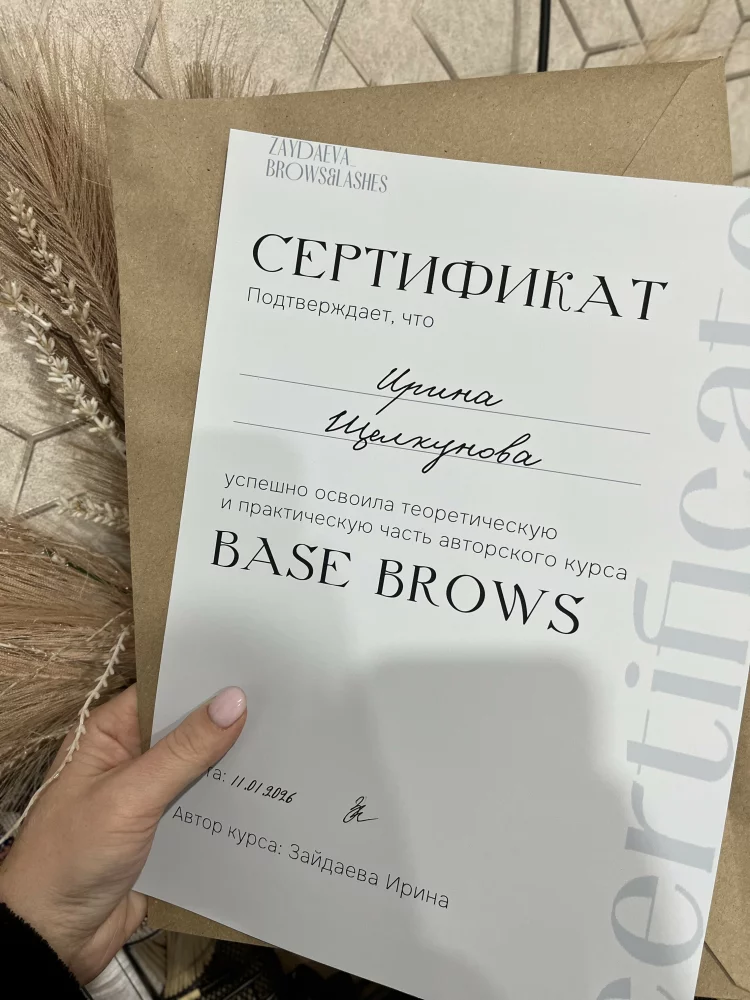 ZAYDAEVA_
BROWS&LASHES
СЕРТИФИКАТ
Подтверждает, что
Ирина
Щелкунова
успешно освоила теоретическую
и практическую часть авторского курса
BASE BROWS
та: 11.01.2026
Автор курса: Зайдаева Ирина
certificate